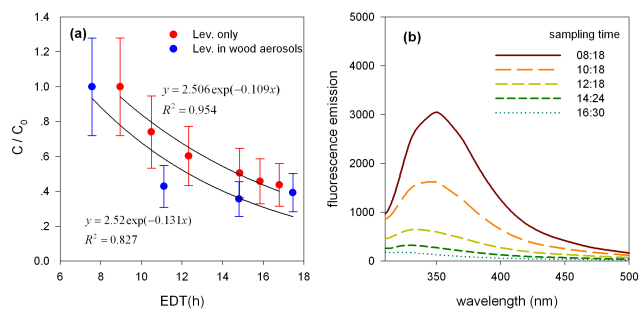 (a)
Lev. only
Lev. in wood aerosols
y = 2.506exp(−0.109x)
R² = 0.954
y = 2.52exp(−0.131x)
R² = 0.827
C / C₀
1.4
1.2
1.0
.8
.6
.4
.2
0.0
6
8
10
12
14
16
18
EDT(h)
(b)
sampling time
08:18
10:18
12:18
14:24
16:30
fluorescence emission
5000
4000
3000
2000
1000
0
350
400
450
500
wavelength (nm)